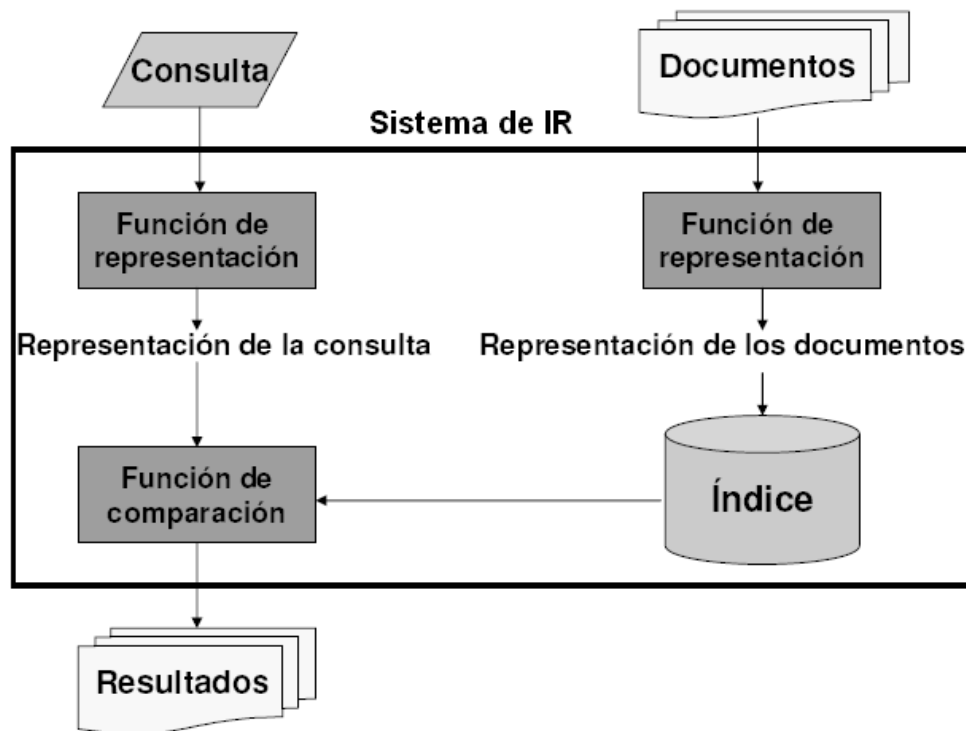 Consulta
Documentos
Sistema de IR
Función de
representación
Función de
representación
Representación de la consulta
Representación de los documentos
Función de
comparación
Índice
Resultados